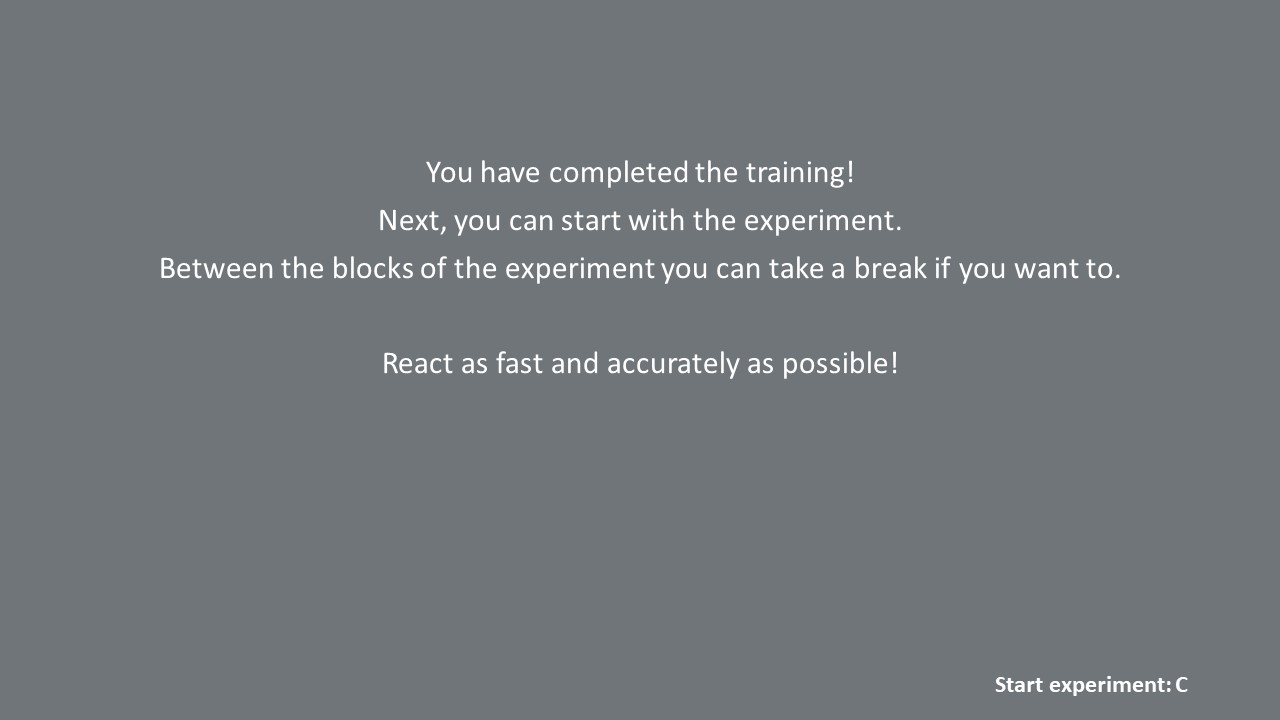 You have completed the training!
Next, you can start with the experiment.
Between the blocks of the experiment you can take a break if you want to.
React as fast and accurately as possible!
Start experiment: C